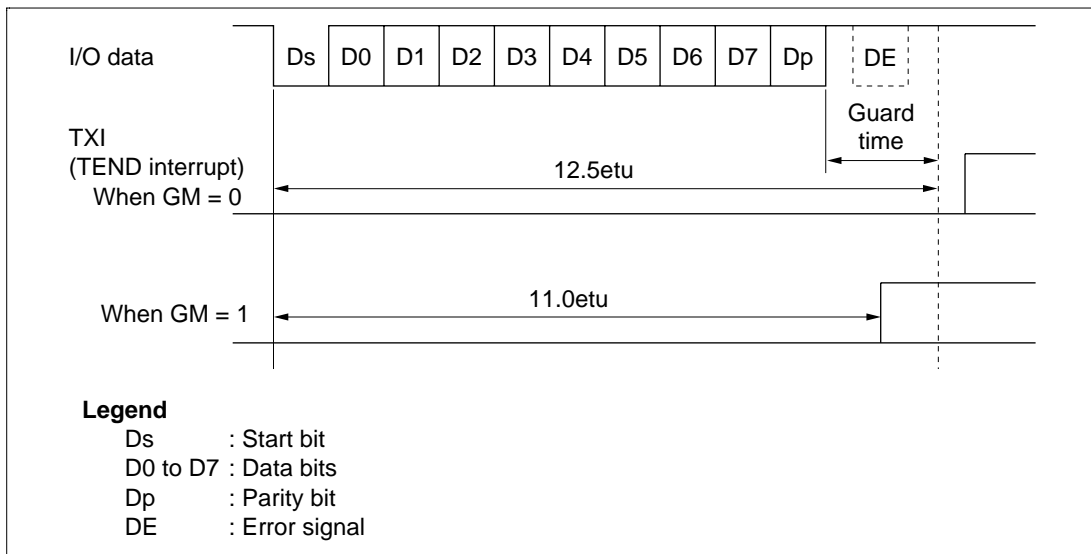 I/O data
Ds D0 D1 D2 D3 D4 D5 D6 D7 Dp DE
Guard
time
TXI
(TEND interrupt)
When GM = 0
12.5etu
When GM = 1
11.0etu
Legend
Ds : Start bit
D0 to D7 : Data bits
Dp : Parity bit
DE : Error signal